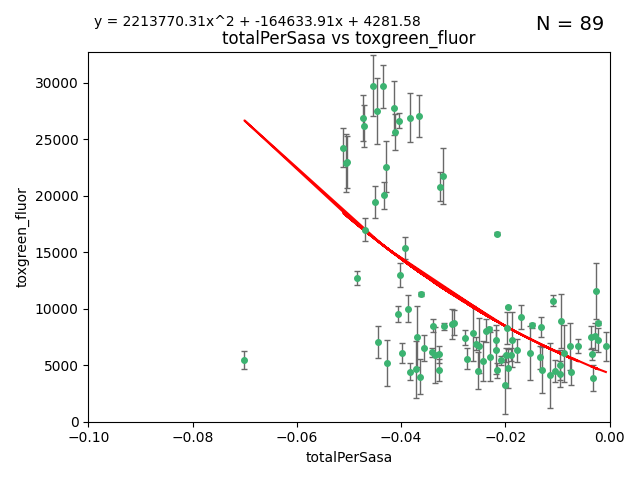 y = 2213770.31x^2 + -164633.91x + 4281.58
N = 89
totalPerSasa vs toxgreen_fluor
toxgreen_fluor
30000
25000
20000
15000
10000
5000
0
−0.10 −0.08 −0.06 −0.04 −0.02 0.00
totalPerSasa